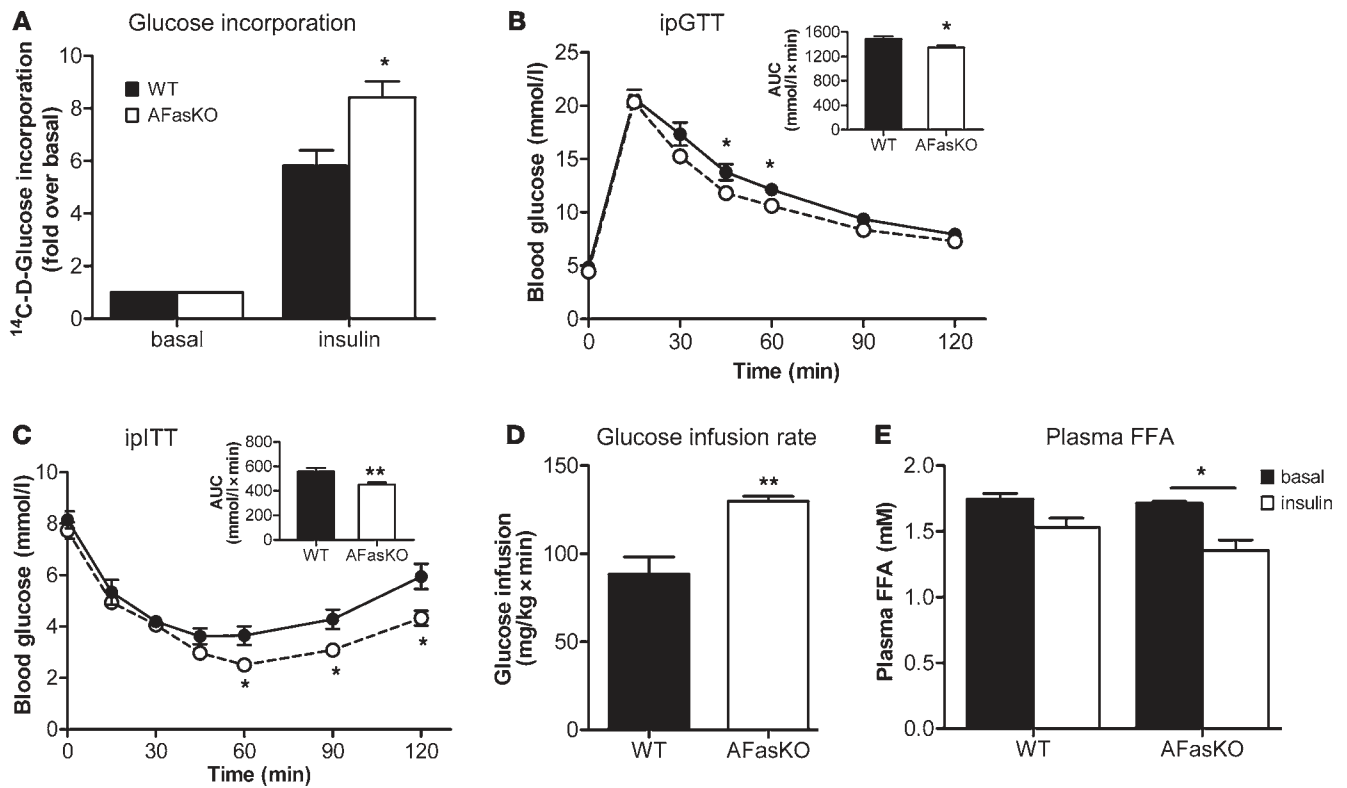 A
Glucose incorporation
¹⁴C-D-Glucose incorporation
(fold over basal)
10
8
6
4
2
0
WT
AFasKO
*
basal
insulin
B
ipGTT
Blood glucose (mmol/l)
25
20
15
10
5
0
*
*
0
30
60
90
120
Time (min)
AUC
(mmol/l×min)
1600
1200
800
400
0
*
WT
AFasKO
C
ipITT
Blood glucose (mmol/l)
10
8
6
4
2
0
*
*
*
0
30
60
90
120
Time (min)
AUC
(mmol/l×min)
800
600
400
200
0
**
WT
AFasKO
D
Glucose infusion rate
Glucose infusion
(mg/kg×min)
150
100
50
0
**
WT
AFasKO
E
Plasma FFA
Plasma FFA (mM)
2.0
1.5
1.0
0.5
0.0
*
basal
insulin
WT
AFasKO